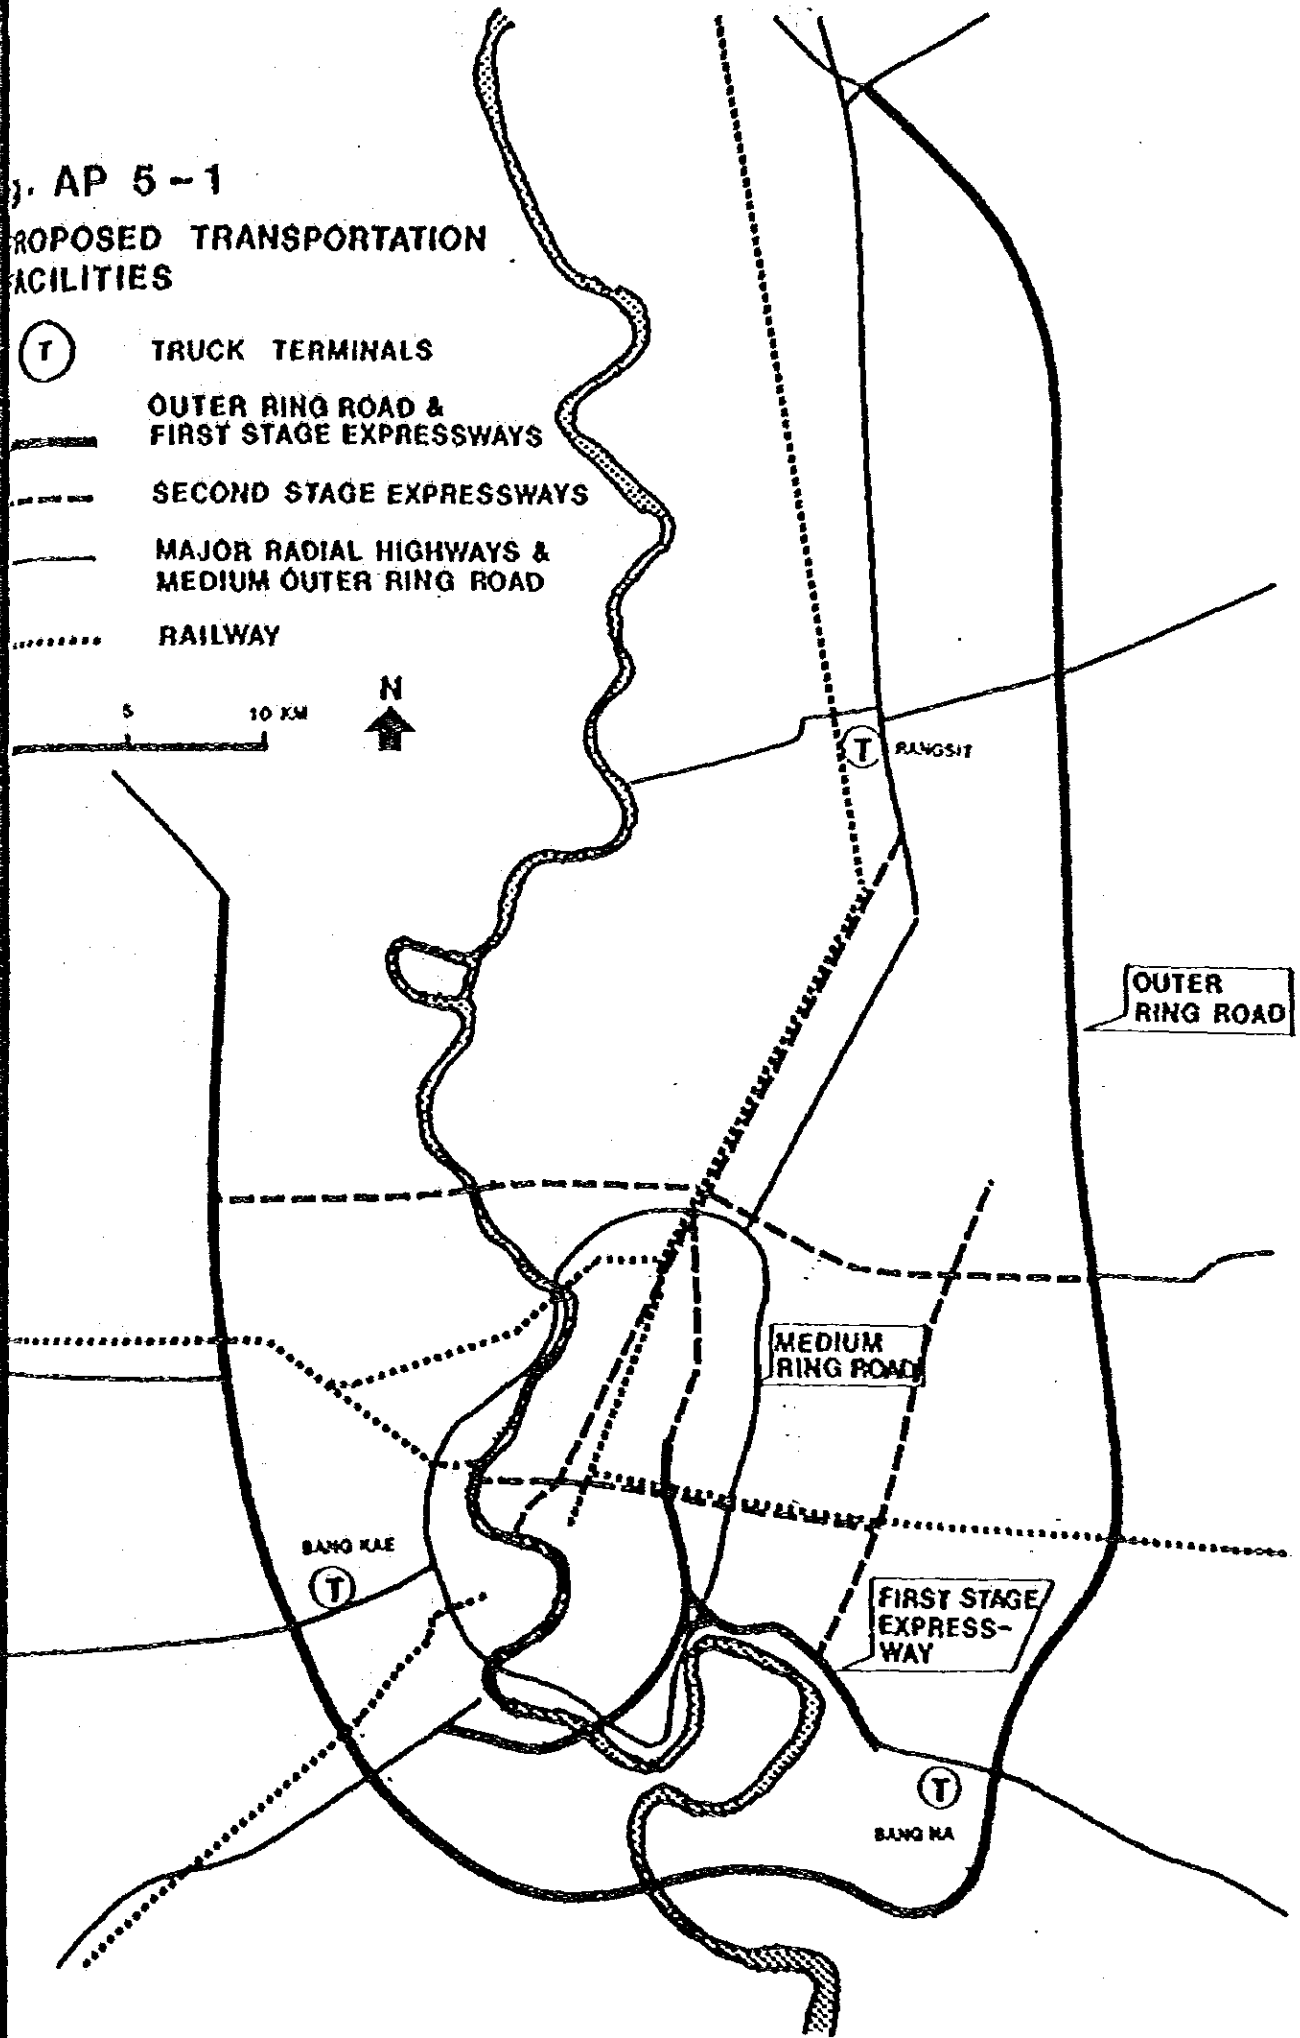 . AP 5-1
ROPOSED TRANSPORTATION
ACILITIES
T TRUCK TERMINALS
OUTER RING ROAD &
FIRST STAGE EXPRESSWAYS
SECOND STAGE EXPRESSWAYS
MAJOR RADIAL HIGHWAYS &
MEDIUM OUTER RING ROAD
RAILWAY
5 10 KM
N
T RANGSIT
OUTER
RING ROAD
MEDIUM
RING ROAD
BANG KAE
T
FIRST STAGE
EXPRESS-
WAY
T
BANG NA